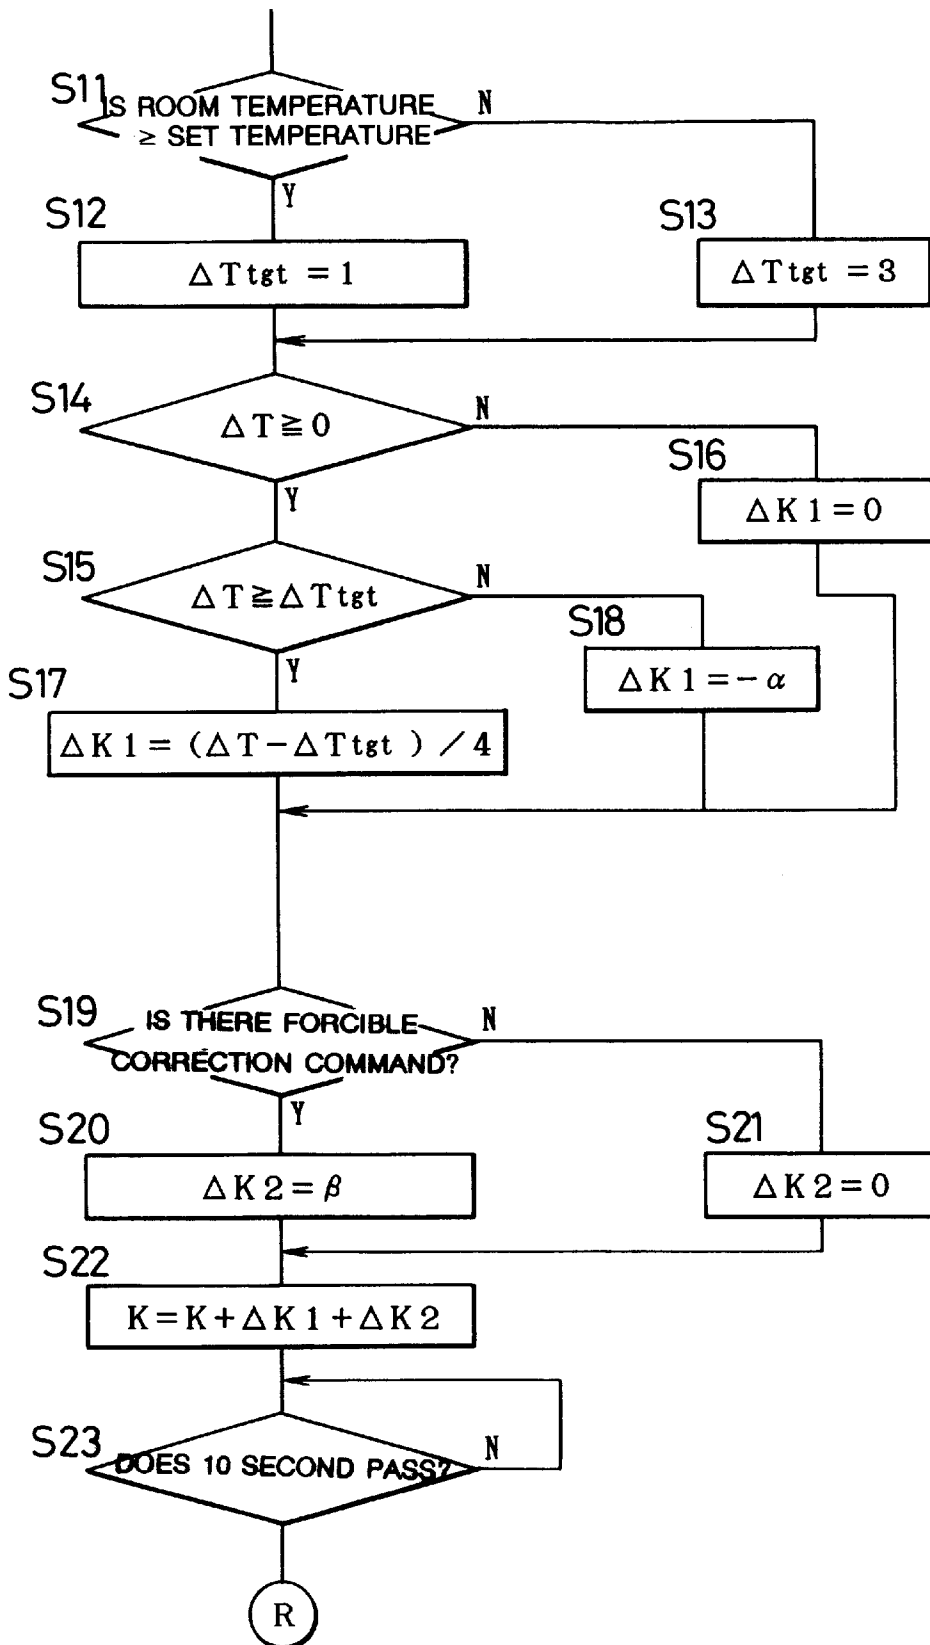 S11
IS ROOM TEMPERATURE
≥ SET TEMPERATURE
N
Y
S12
ΔTtgt =1
S13
ΔTtgt =3
S14
ΔT≧0
N
Y
S16
ΔK1=0
S15
ΔT≧ΔTtgt
N
Y
S18
ΔK1=-α
S17
ΔK1=(ΔT-ΔTtgt )/4
S19
IS THERE FORCIBLE
CORRECTION COMMAND?
N
Y
S20
ΔK2=β
S21
ΔK2=0
S22
K=K+ΔK1+ΔK2
S23
DOES 10 SECOND PASS?
N
R